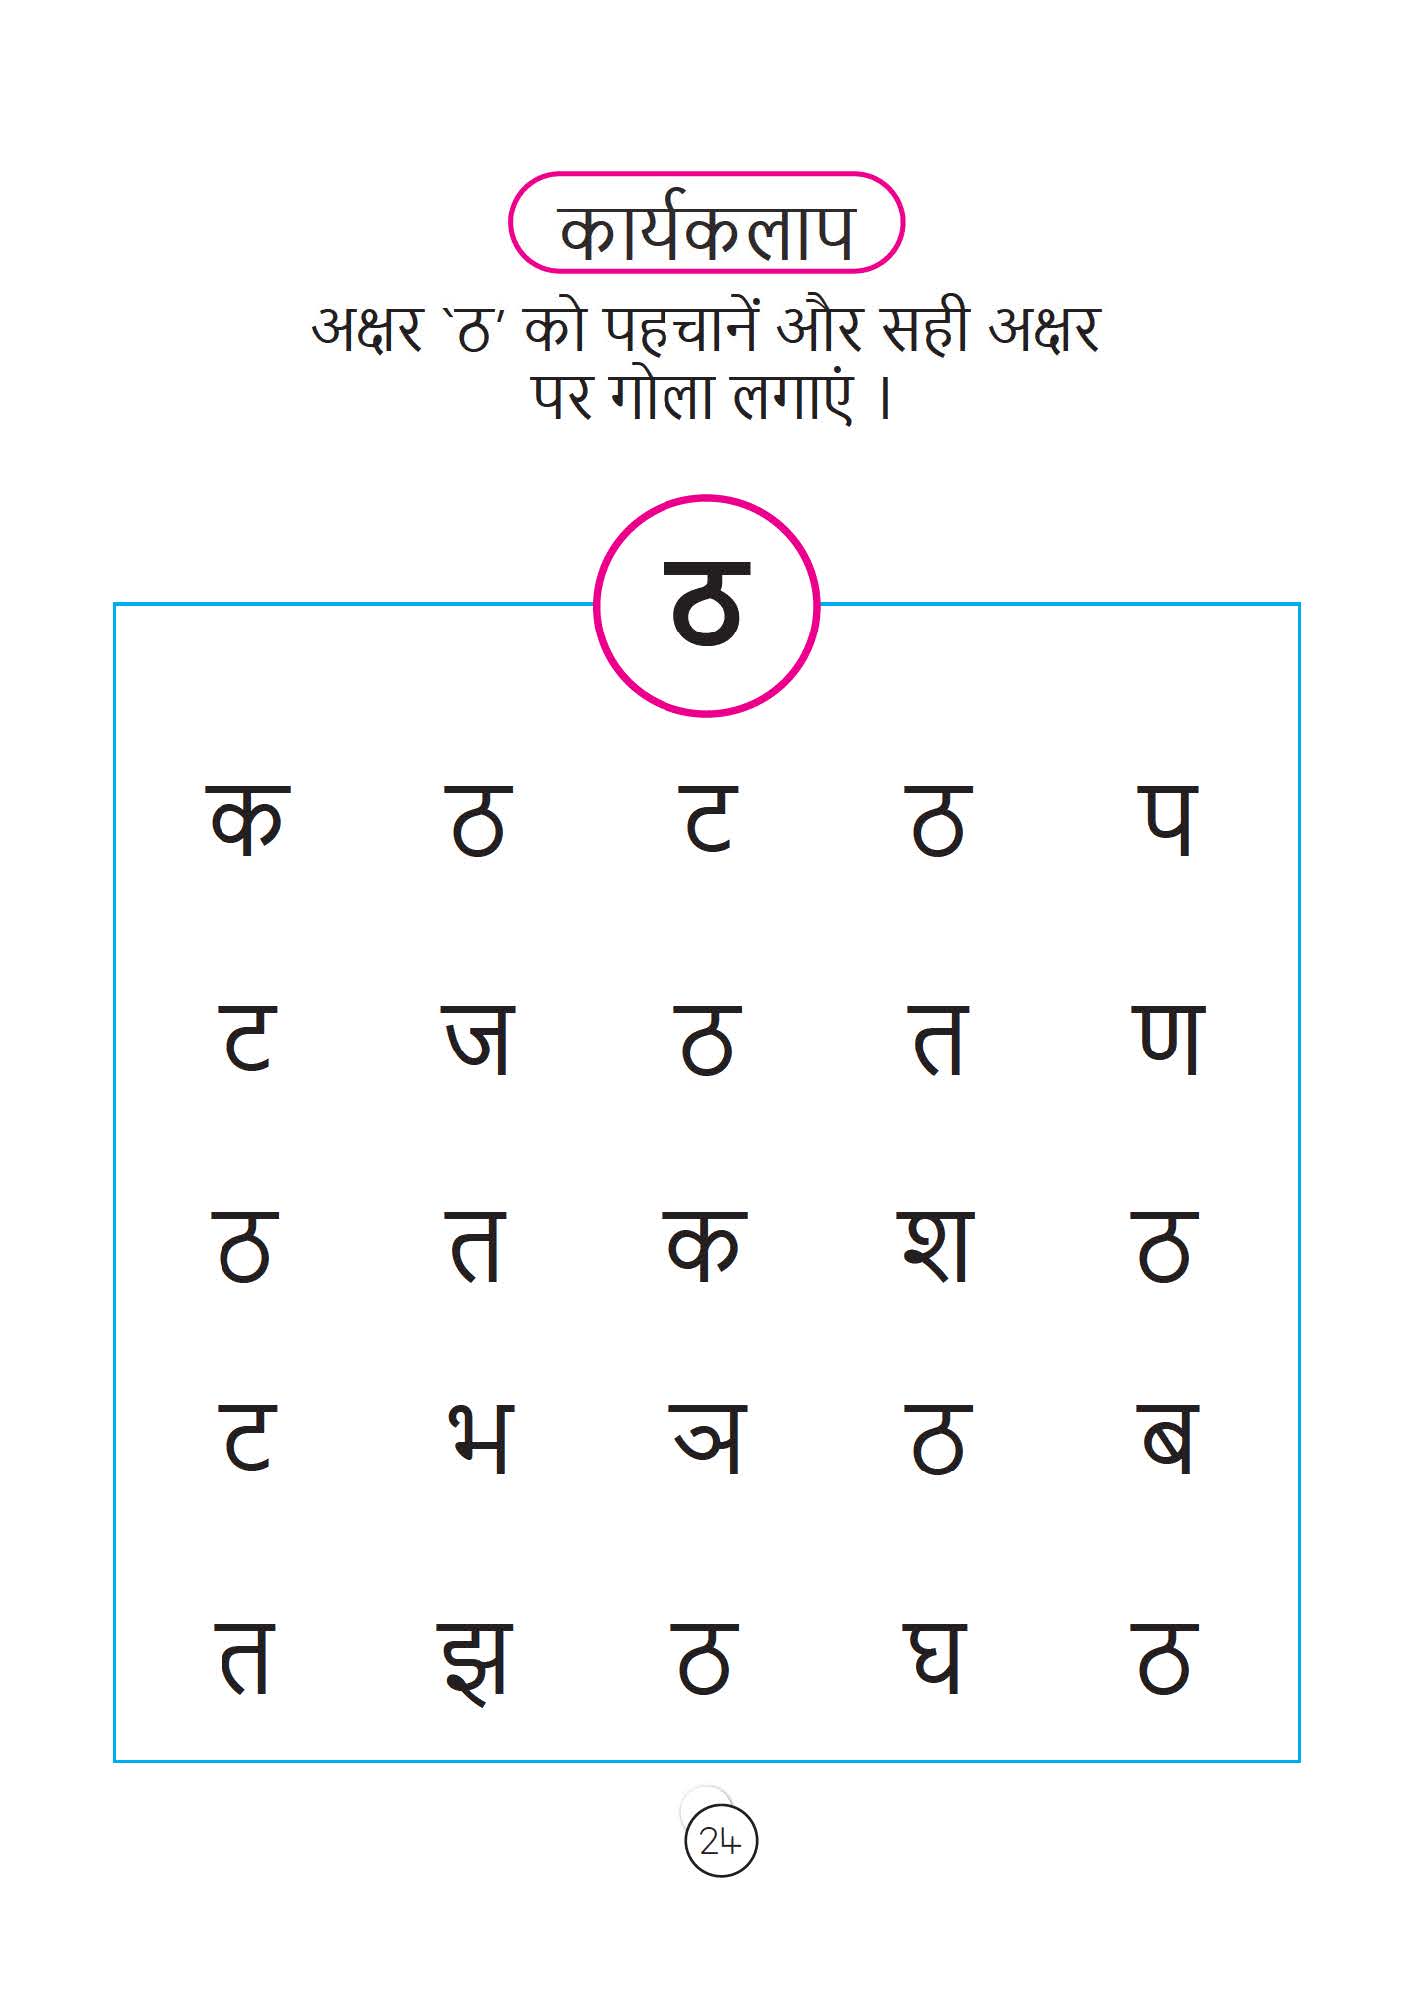 कार्यकलाप
अक्षर `ठ’ को पहचानें और सही अक्षर
पर गोला लगाएं ।
ठ
क ठ ट ठ प
ट ज ठ त ण
ठ त क श ठ
ट भ ञ ठ ब
त झ ठ घ ठ
24